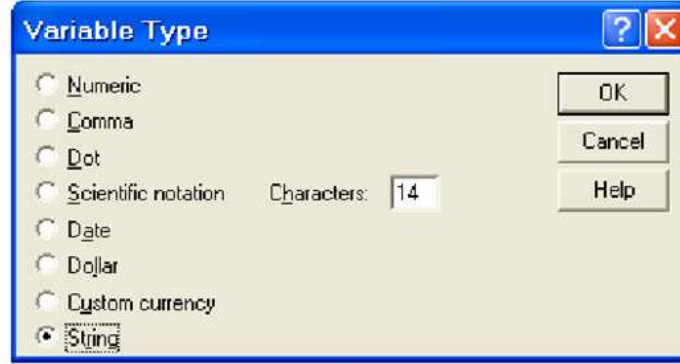 Variable Type
Numeric
Comma
Dot
Scientific notation Characters: 14
Date
Dollar
Custom currency
String
OK
Cancel
Help